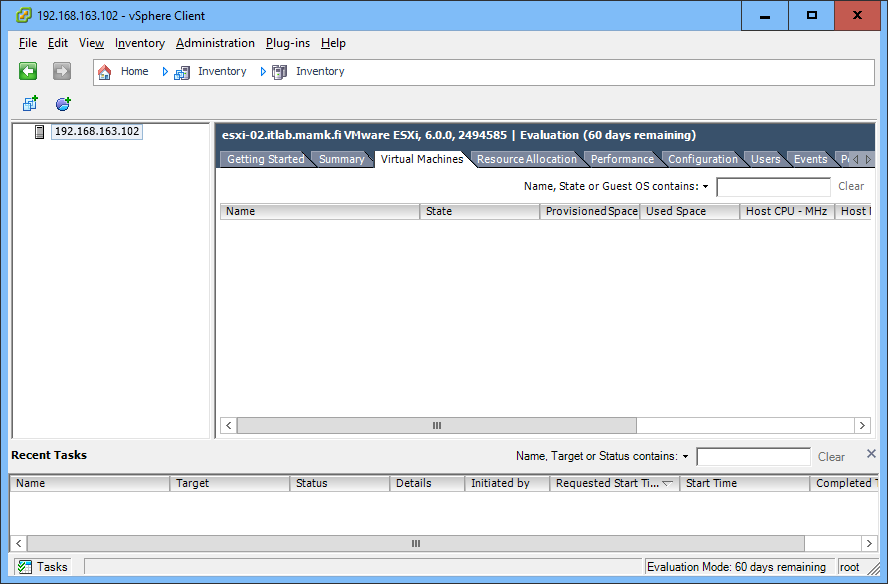 192.168.163.102 - vSphere Client
File Edit View Inventory Administration Plug-ins Help
Home Inventory Inventory
192.168.163.102
esxi-02.itlab.mamk.fi VMware ESXi, 6.0.0, 2494585 | Evaluation (60 days remaining)
Getting Started Summary Virtual Machines Resource Allocation Performance Configuration Users Events
Name, State or Guest OS contains: Clear
Name State Provisioned Space Used Space Host CPU - MHz Host
Recent Tasks Name, Target or Status contains: Clear
Name Target Status Details Initiated by Requested Start Ti... Start Time Completed
Tasks Evaluation Mode: 60 days remaining root